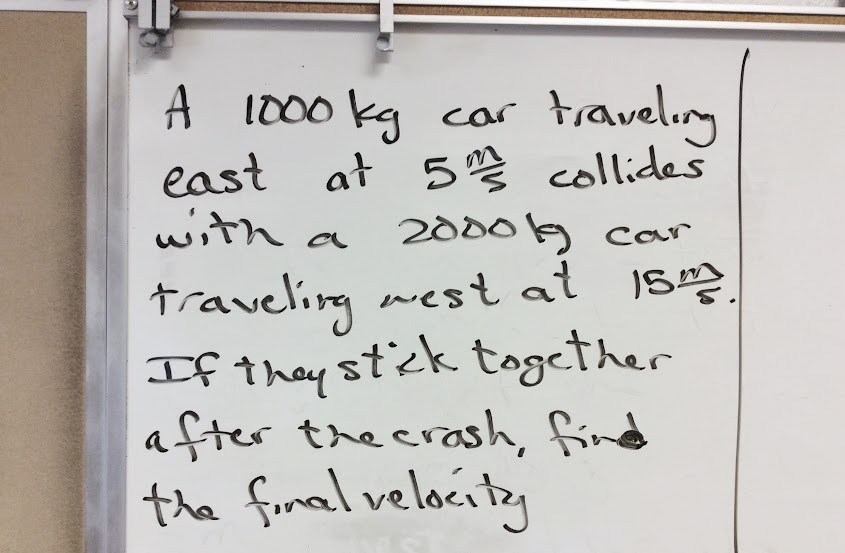 A 1000 kg car traveling
east at 5 m/s collides
with a 2000 kg car
traveling west at 15 m/s.
If they stick together
after the crash, find
the final velocity